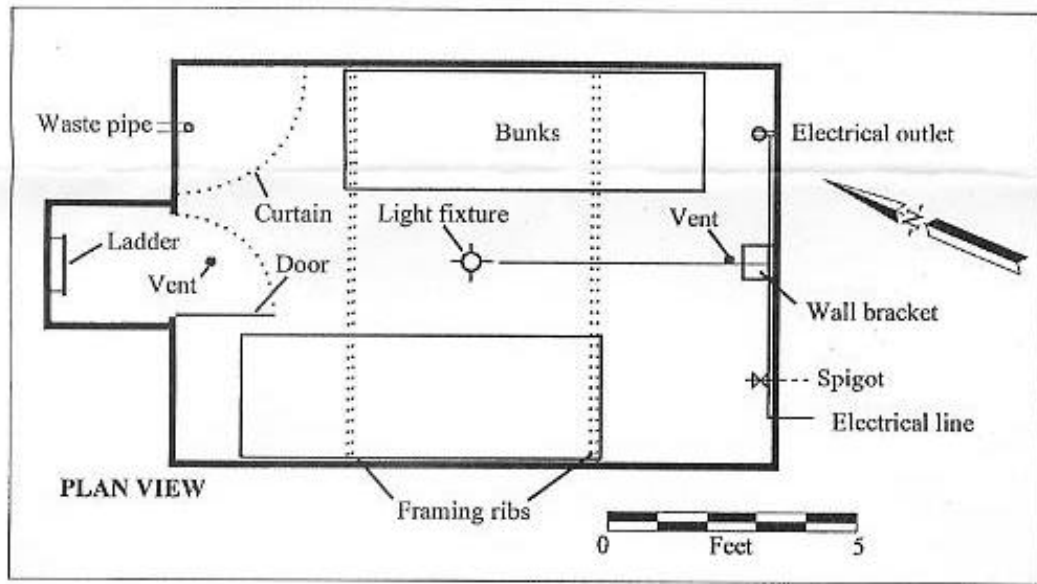 Waste pipe
Bunks
Electrical outlet
Curtain
Light fixture
Vent
Ladder
Vent
Door
Wall bracket
Spigot
Electrical line
PLAN VIEW
Framing ribs
N
0 Feet 5